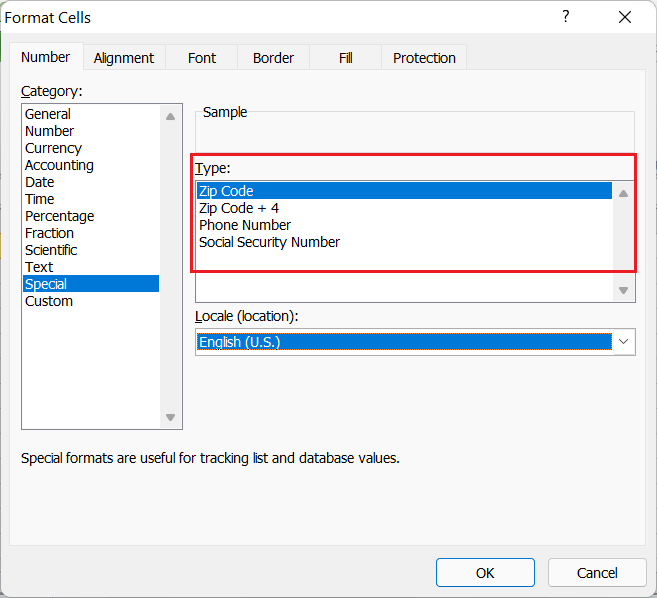 Format Cells
?
Number
Alignment
Font
Border
Fill
Protection
Category:
General
Number
Currency
Accounting
Date
Time
Percentage
Fraction
Scientific
Text
Special
Custom
Sample
Type:
Zip Code
Zip Code + 4
Phone Number
Social Security Number
Locale (location):
English (U.S.)
Special formats are useful for tracking list and database values.
OK
Cancel